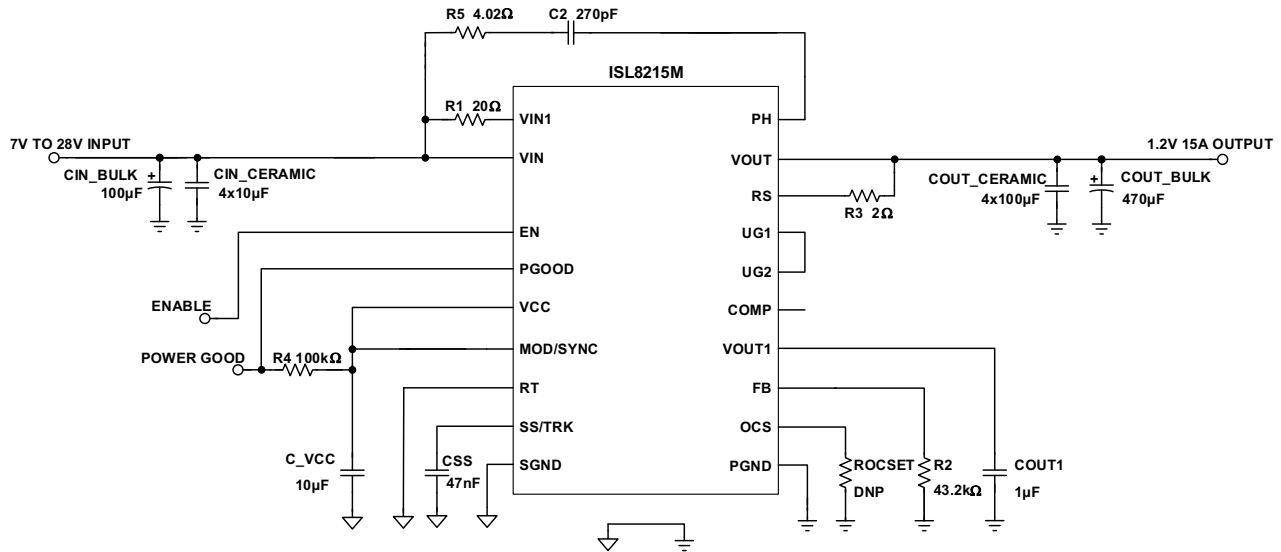 R5 4.02Ω
C2 270pF
ISL8215M
R1 20Ω
VIN1
PH
7V TO 28V INPUT
VIN
VOUT
1.2V 15A OUTPUT
CIN_BULK
100µF
+
CIN_CERAMIC
4x10µF
RS
R3 2Ω
COUT_CERAMIC
4x100µF
+
COUT_BULK
470µF
EN
UG1
PGOOD
UG2
ENABLE
VCC
COMP
POWER GOOD
R4 100kΩ
MOD/SYNC
VOUT1
RT
FB
SS/TRK
OCS
C_VCC
10µF
CSS
47nF
SGND
PGND
ROCSET
DNP
R2
43.2kΩ
COUT1
1µF